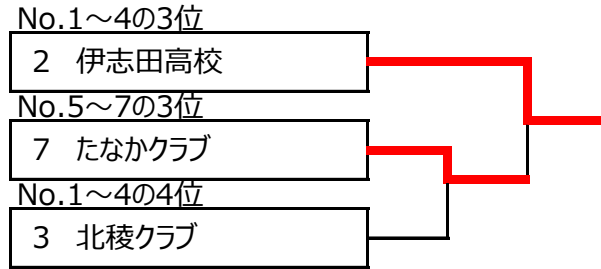 No.1～4の3位
2 伊志田高校
No.5～7の3位
7 たなかクラブ
No.1～4の4位
3 北稜クラブ